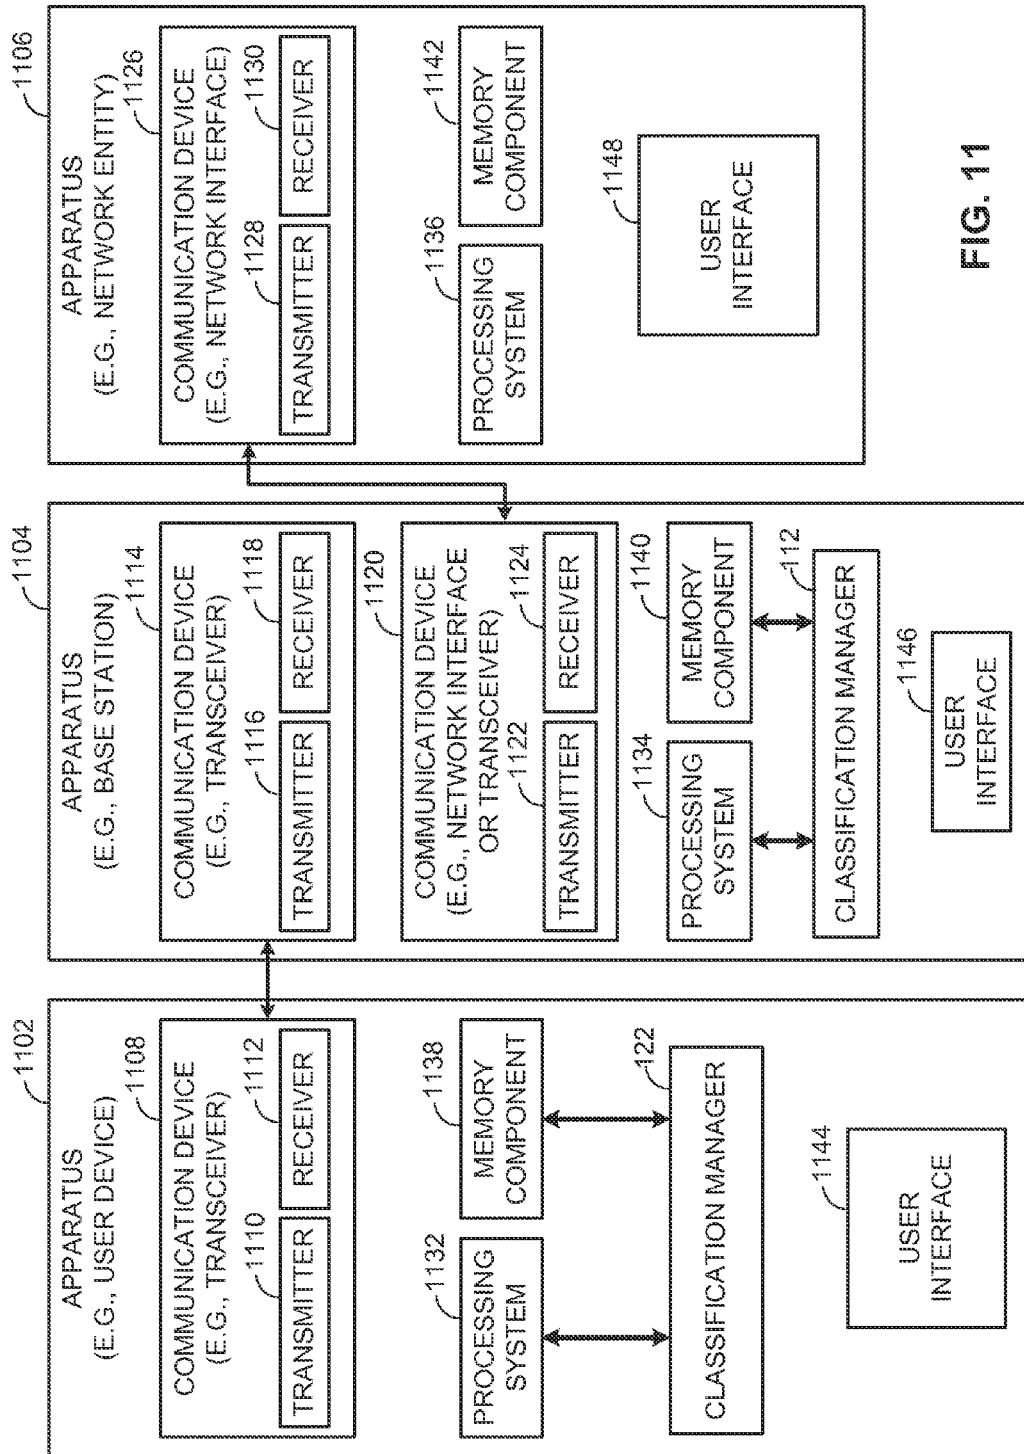 1102
APPARATUS
(E.G., USER DEVICE)
1108
COMMUNICATION DEVICE
(E.G., TRANSCEIVER)
1110
1112
TRANSMITTER
RECEIVER
1132
1138
PROCESSING
SYSTEM
MEMORY
COMPONENT
122
CLASSIFICATION MANAGER
1144
USER
INTERFACE
1104
APPARATUS
(E.G., BASE STATION)
1114
COMMUNICATION DEVICE
(E.G., TRANSCEIVER)
1116
1118
TRANSMITTER
RECEIVER
1120
COMMUNICATION DEVICE
(E.G., NETWORK INTERFACE
OR TRANSCEIVER)
1122
1124
TRANSMITTER
RECEIVER
1134
1140
PROCESSING
SYSTEM
MEMORY
COMPONENT
112
CLASSIFICATION MANAGER
1146
USER
INTERFACE
1106
APPARATUS
(E.G., NETWORK ENTITY)
1126
COMMUNICATION DEVICE
(E.G., NETWORK INTERFACE)
1128
1130
TRANSMITTER
RECEIVER
1136
1142
PROCESSING
SYSTEM
MEMORY
COMPONENT
1148
USER
INTERFACE
FIG. 11